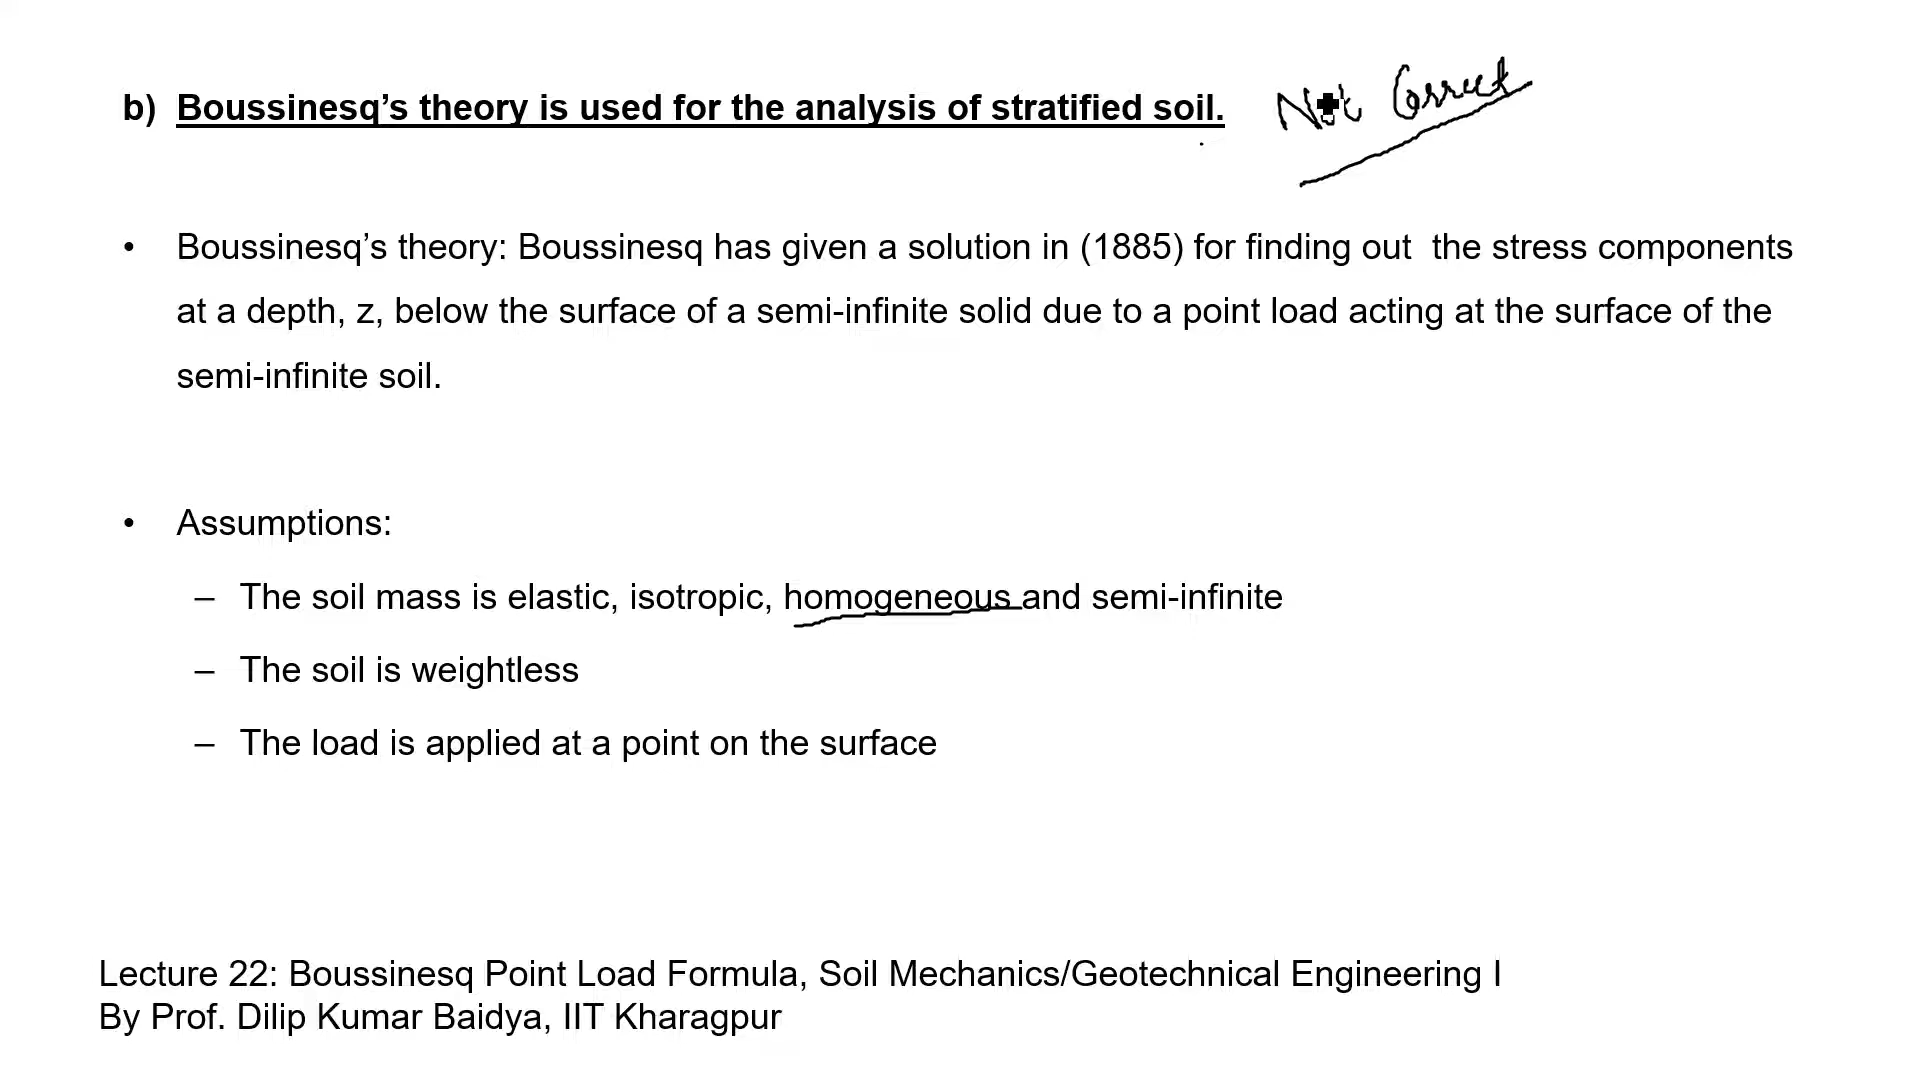 b) Boussinesq’s theory is used for the analysis of stratified soil. Not Correct
• Boussinesq’s theory: Boussinesq has given a solution in (1885) for finding out the stress components
at a depth, z, below the surface of a semi-infinite solid due to a point load acting at the surface of the
semi-infinite soil.
• Assumptions:
– The soil mass is elastic, isotropic, homogeneous and semi-infinite
– The soil is weightless
– The load is applied at a point on the surface
Lecture 22: Boussinesq Point Load Formula, Soil Mechanics/Geotechnical Engineering I
By Prof. Dilip Kumar Baidya, IIT Kharagpur